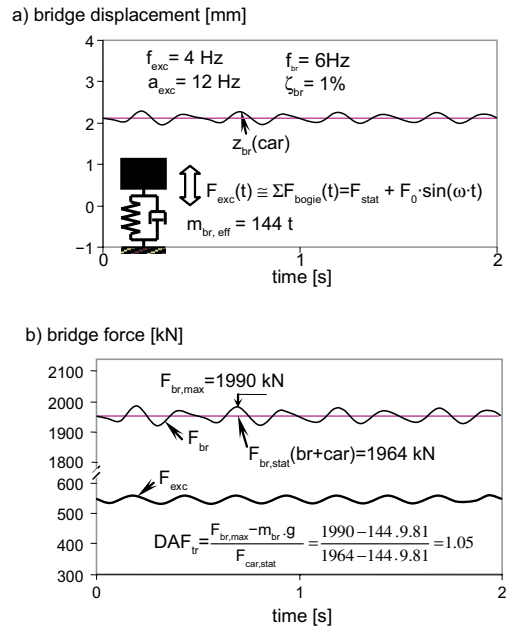 a) bridge displacement [mm]
4
f_exc= 4 Hz
f_br= 6Hz
a_exc= 12 Hz
ζ_br= 1%
3
2
z_br(car)
1
F_exc(t) ≅ ΣF_bogie(t)=F_stat + F_0·sin(ω·t)
0
m_br, eff = 144 t
−1
0
1
2
time [s]
b) bridge force [kN]
2100
F_br,max=1990 kN
2000
1900
F_br
F_br,stat(br+car)=1964 kN
1800
600
F_exc
500
400
DAF_tr= (F_br,max−m_br.g)/F_car,stat = (1990−144.9.81)/(1964−144.9.81) =1.05
300
0
1
2
time [s]